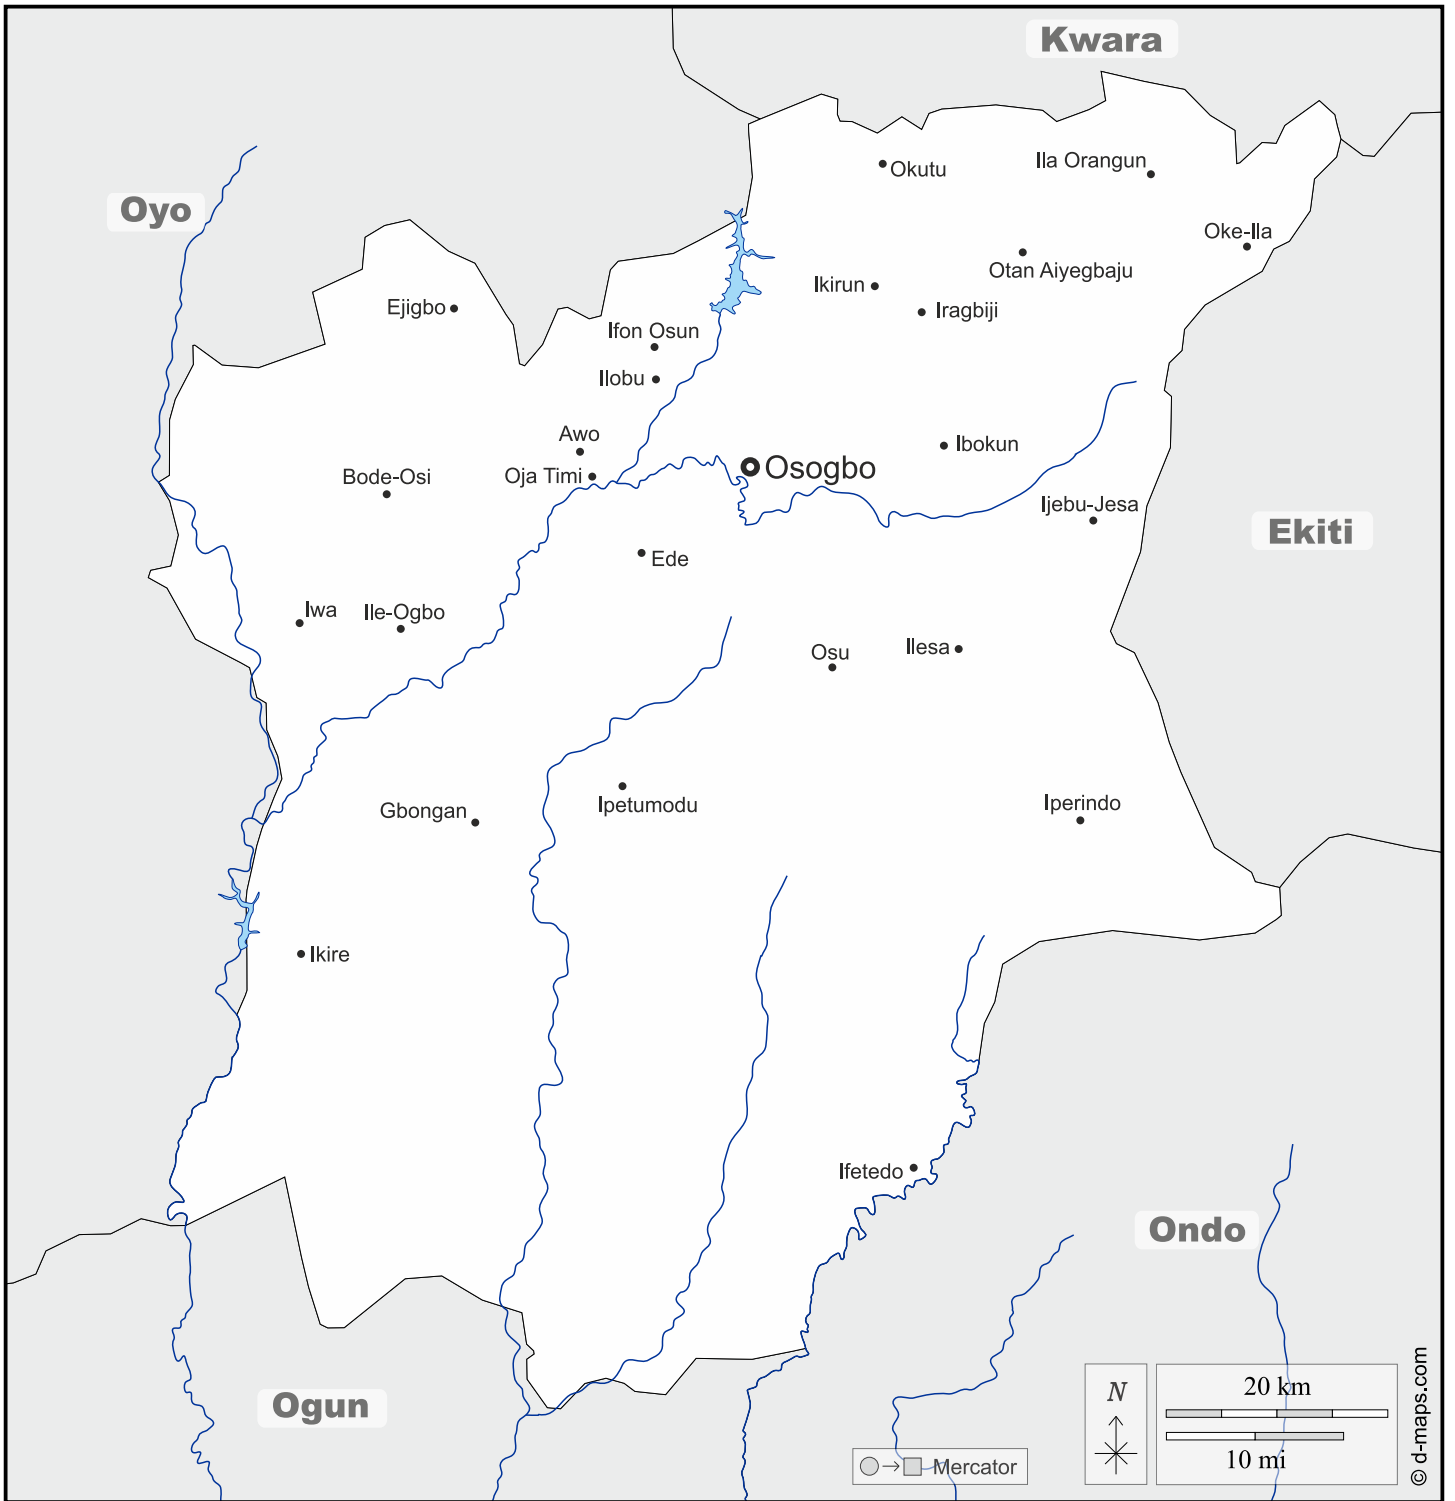 Kwara
Okutu
Ila Orangun
Oyo
Oke-Ila
Otan Aiyegbaju
Ikirun
Ejigbo
Iragbiji
Ifon Osun
Ilobu
Awo
Ibokun
Osogbo
Bode-Osi
Oja Timi
Ijebu-Jesa
Ekiti
Ede
Iwa
Ile-Ogbo
Osu
Ilesa
Ipetumodu
Iperindo
Gbongan
Ikire
Ifetedo
Ondo
Ogun
N
20 km
10 mi
Mercator
© d-maps.com